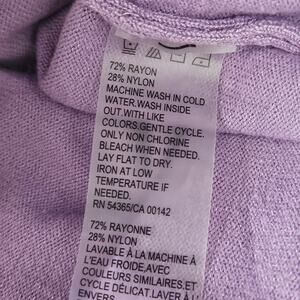 72% RAYON
28% NYLON
MACHINE WASH IN COLD
WATER.WASH INSIDE
OUT.WITH LIKE
COLORS.GENTLE CYCLE.
ONLY NON CHLORINE
BLEACH WHEN NEEDED.
LAY FLAT TO DRY.
IRON AT LOW
TEMPERATURE IF
NEEDED.
RN 54365/CA 00142
72% RAYONNE
28% NYLON
LAVABLE À LA MACHINE À
L'EAU FROIDE,AVEC
COULEURS SIMILAIRES,ET
CYCLE DÉLICAT.LAVER À L'
ENVERS